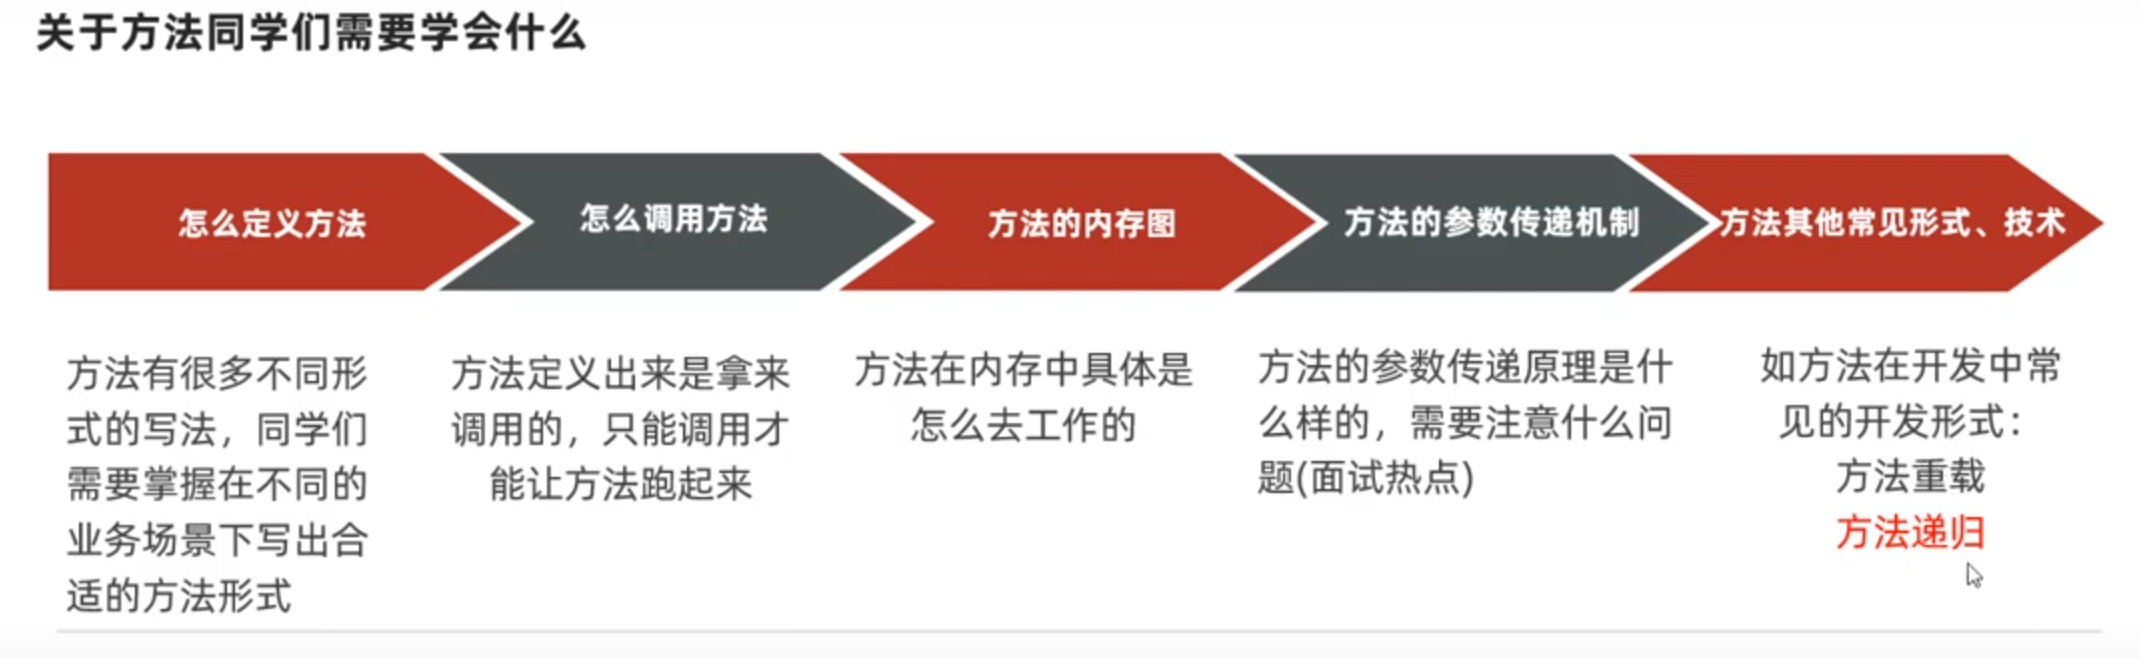 关于方法同学们需要学会什么
怎么定义方法
怎么调用方法
方法的内存图
方法的参数传递机制
方法其他常见形式、技术
方法有很多不同形
式的写法，同学们
需要掌握在不同的
业务场景下写出合
适的方法形式
方法定义出来是拿来
调用的，只能调用才
能让方法跑起来
方法在内存中具体是
怎么去工作的
方法的参数传递原理是什
么样的，需要注意什么问
题(面试热点)
如方法在开发中常
见的开发形式：
方法重载
方法递归